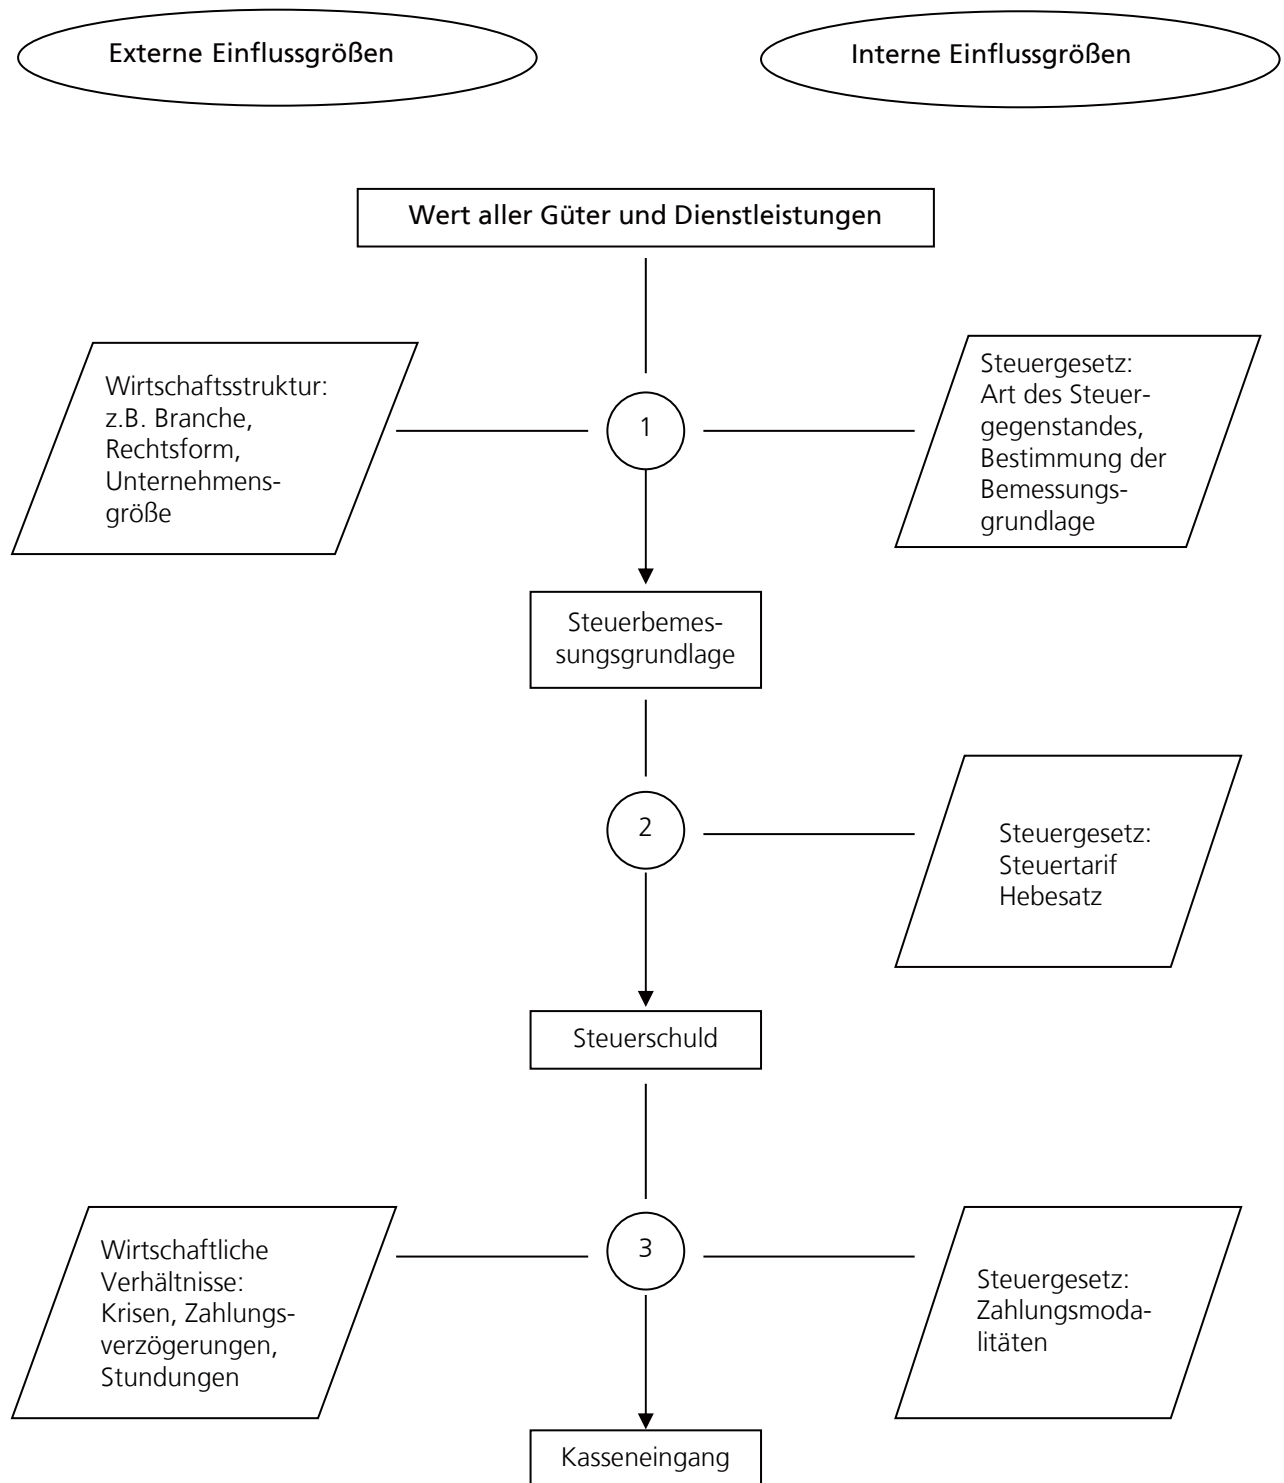 Externe Einflussgrößen
Interne Einflussgrößen
Wert aller Güter und Dienstleistungen
Wirtschaftsstruktur:
z.B. Branche,
Rechtsform,
Unternehmens-
größe
1
Steuergesetz:
Art des Steuer-
gegenstandes,
Bestimmung der
Bemessungs-
grundlage
Steuerbemes-
sungsgrundlage
2
Steuergesetz:
Steuertarif
Hebesatz
Steuerschuld
Wirtschaftliche
Verhältnisse:
Krisen, Zahlungs-
verzögerungen,
Stundungen
3
Steuergesetz:
Zahlungsmoda-
litäten
Kasseneingang